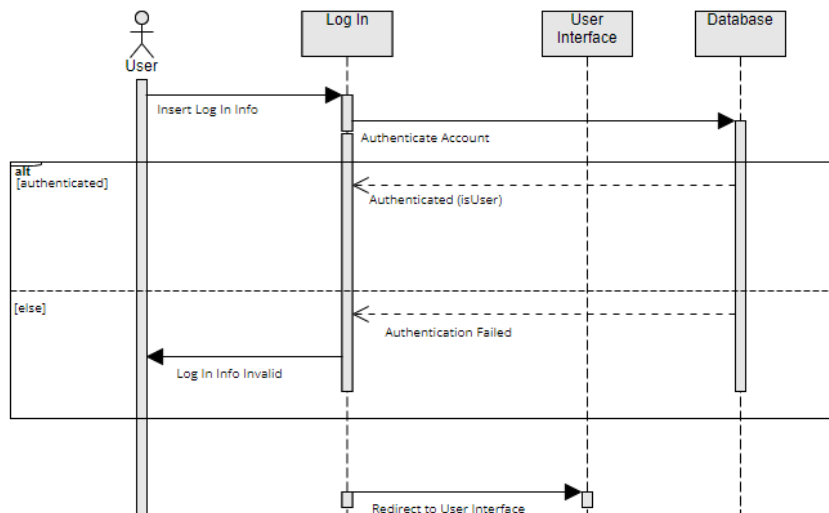 User
Log In
User
Interface
Database
Insert Log In Info
Authenticate Account
alt
[authenticated]
Authenticated (isUser)
[else]
Authentication Failed
Log In Info Invalid
Redirect to User Interface